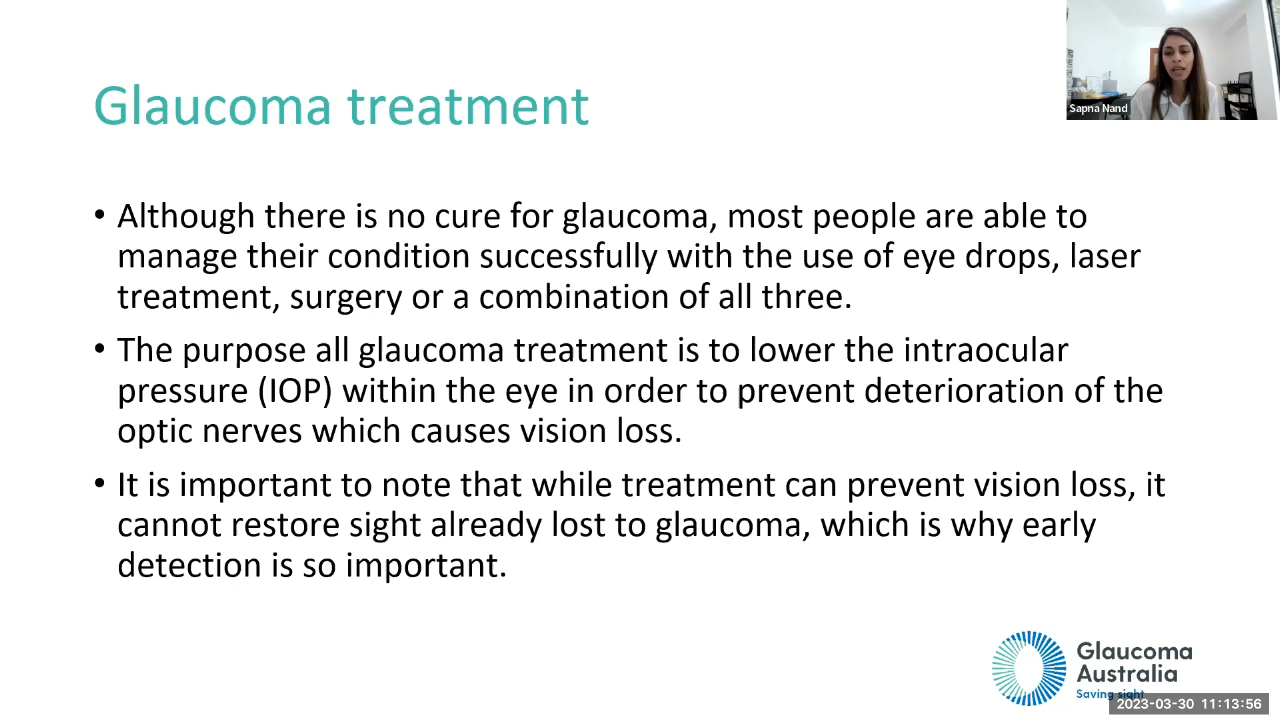 Sapna Nand
Glaucoma treatment
• Although there is no cure for glaucoma, most people are able to
manage their condition successfully with the use of eye drops, laser
treatment, surgery or a combination of all three.
• The purpose all glaucoma treatment is to lower the intraocular
pressure (IOP) within the eye in order to prevent deterioration of the
optic nerves which causes vision loss.
• It is important to note that while treatment can prevent vision loss, it
cannot restore sight already lost to glaucoma, which is why early
detection is so important.
Glaucoma
Australia
Saving sight
2023-03-30 11:13:56